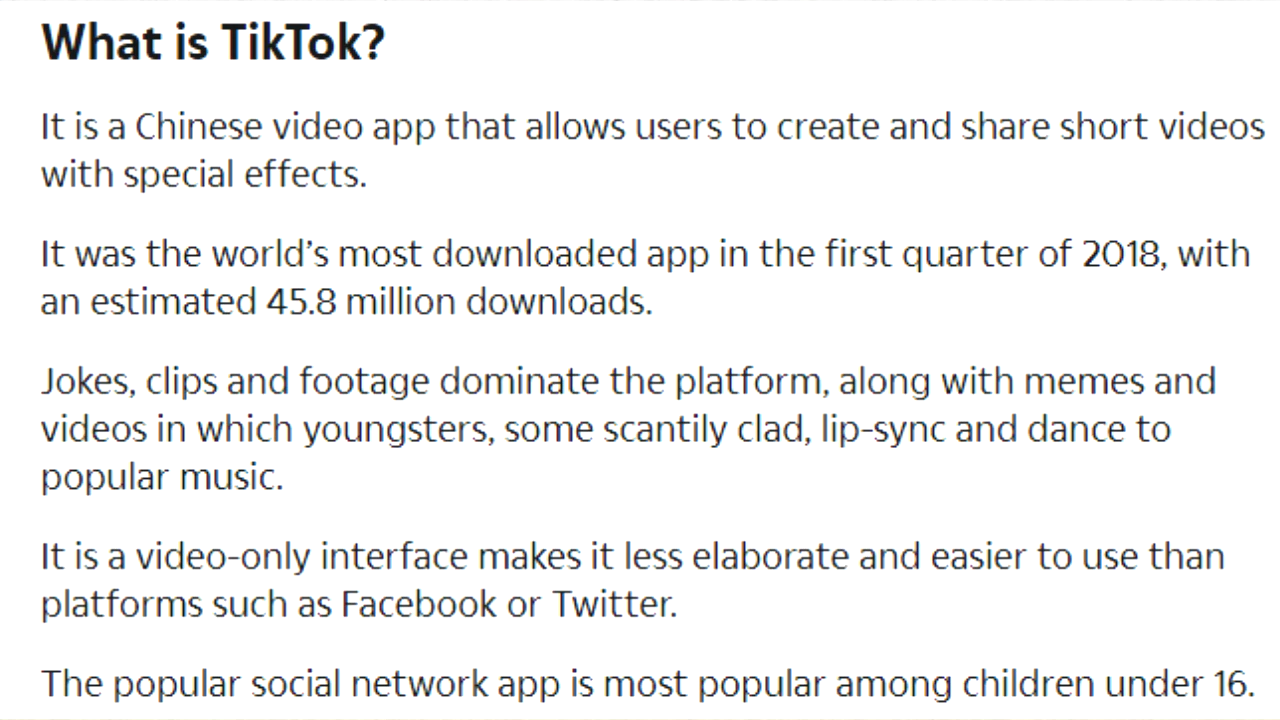 What is TikTok?
It is a Chinese video app that allows users to create and share short videos
with special effects.
It was the world’s most downloaded app in the first quarter of 2018, with
an estimated 45.8 million downloads.
Jokes, clips and footage dominate the platform, along with memes and
videos in which youngsters, some scantily clad, lip-sync and dance to
popular music.
It is a video-only interface makes it less elaborate and easier to use than
platforms such as Facebook or Twitter.
The popular social network app is most popular among children under 16.